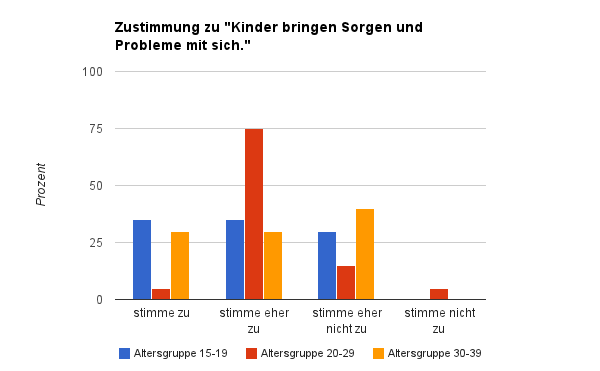 Zustimmung zu "Kinder bringen Sorgen und
Probleme mit sich."
Prozent
100
75
50
25
0
stimme zu
stimme eher
zu
stimme eher
nicht zu
stimme nicht
zu
Altersgruppe 15-19
Altersgruppe 20-29
Altersgruppe 30-39